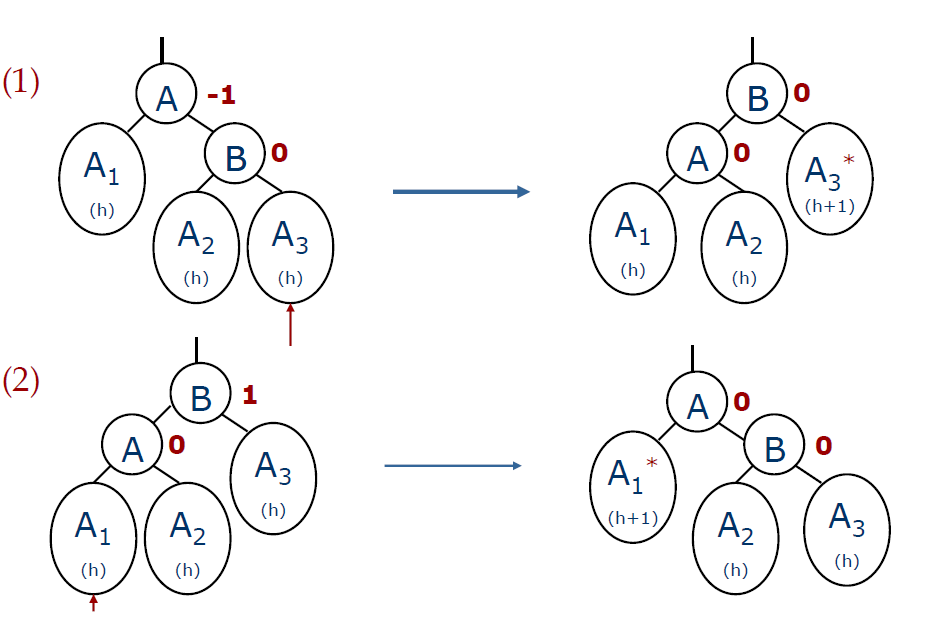 (1)
A -1
B 0
A1 (h)
A2 (h)
A3 (h)
B 0
A 0
A3* (h+1)
A1 (h)
A2 (h)
(2)
B 1
A 0
A3 (h)
A1 (h)
A2 (h)
A 0
B 0
A1* (h+1)
A2 (h)
A3 (h)